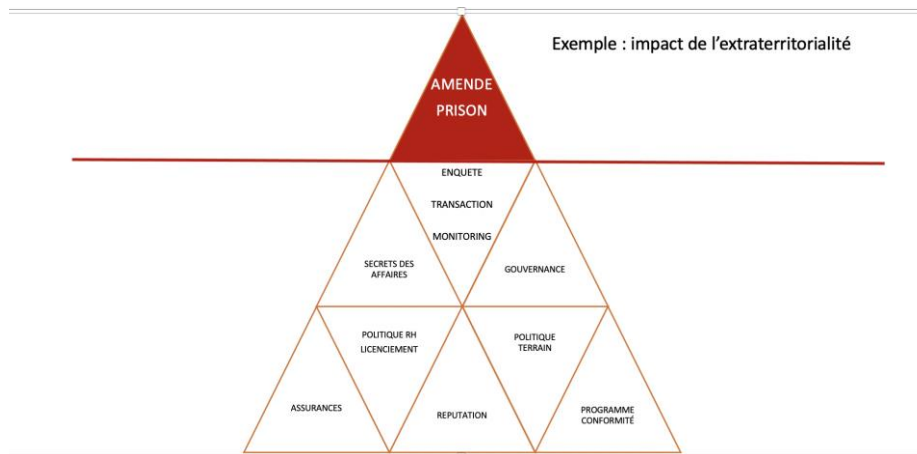 Exemple : impact de l'extraterritorialité
AMENDE
PRISON
ENQUETE
TRANSACTION
MONITORING
SECRETS DES
AFFAIRES
GOUVERNANCE
POLITIQUE RH
LICENCIEMENT
POLITIQUE
TERRAIN
ASSURANCES
REPUTATION
PROGRAMME
CONFORMITÉ